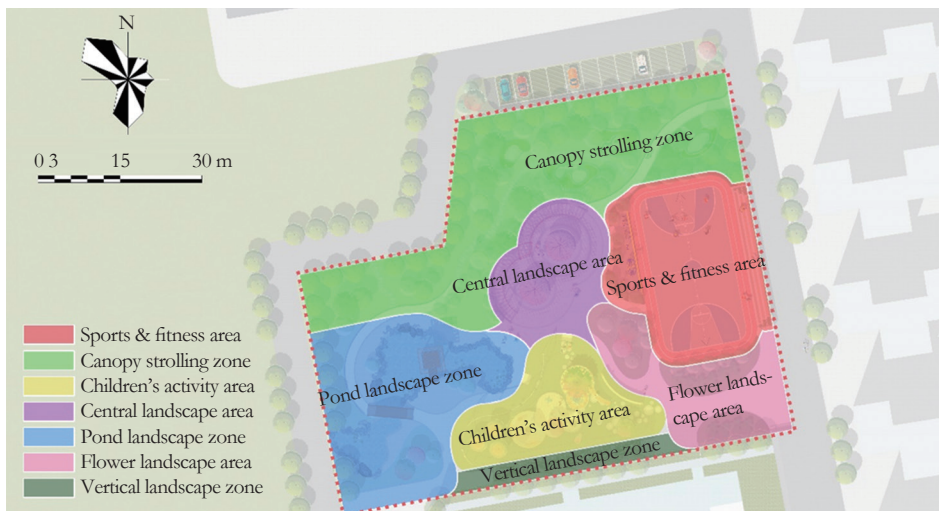 N
0 3 15 30 m
Canopy strolling zone
Central landscape area
Sports & fitness area
Pond landscape zone
Flower lands-
cape area
Children's activity area
Vertical landscape zone
Sports & fitness area
Canopy strolling zone
Children's activity area
Central landscape area
Pond landscape zone
Flower landscape area
Vertical landscape zone